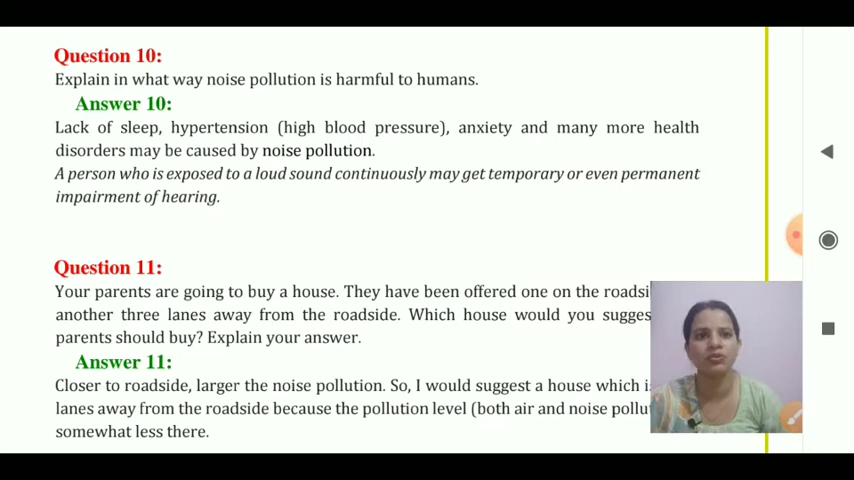 Question 10:
Explain in what way noise pollution is harmful to humans.
Answer 10:
Lack of sleep, hypertension (high blood pressure), anxiety and many more health
disorders may be caused by noise pollution.
A person who is exposed to a loud sound continuously may get temporary or even permanent
impairment of hearing.
Question 11:
Your parents are going to buy a house. They have been offered one on the
another three lanes away from the roadside. Which house would you
parents should buy? Explain your answer.
Answer 11:
Closer to roadside, larger the noise pollution. So, I would suggest a house which
lanes away from the roadside because the pollution level (both air and noise
somewhat less there.